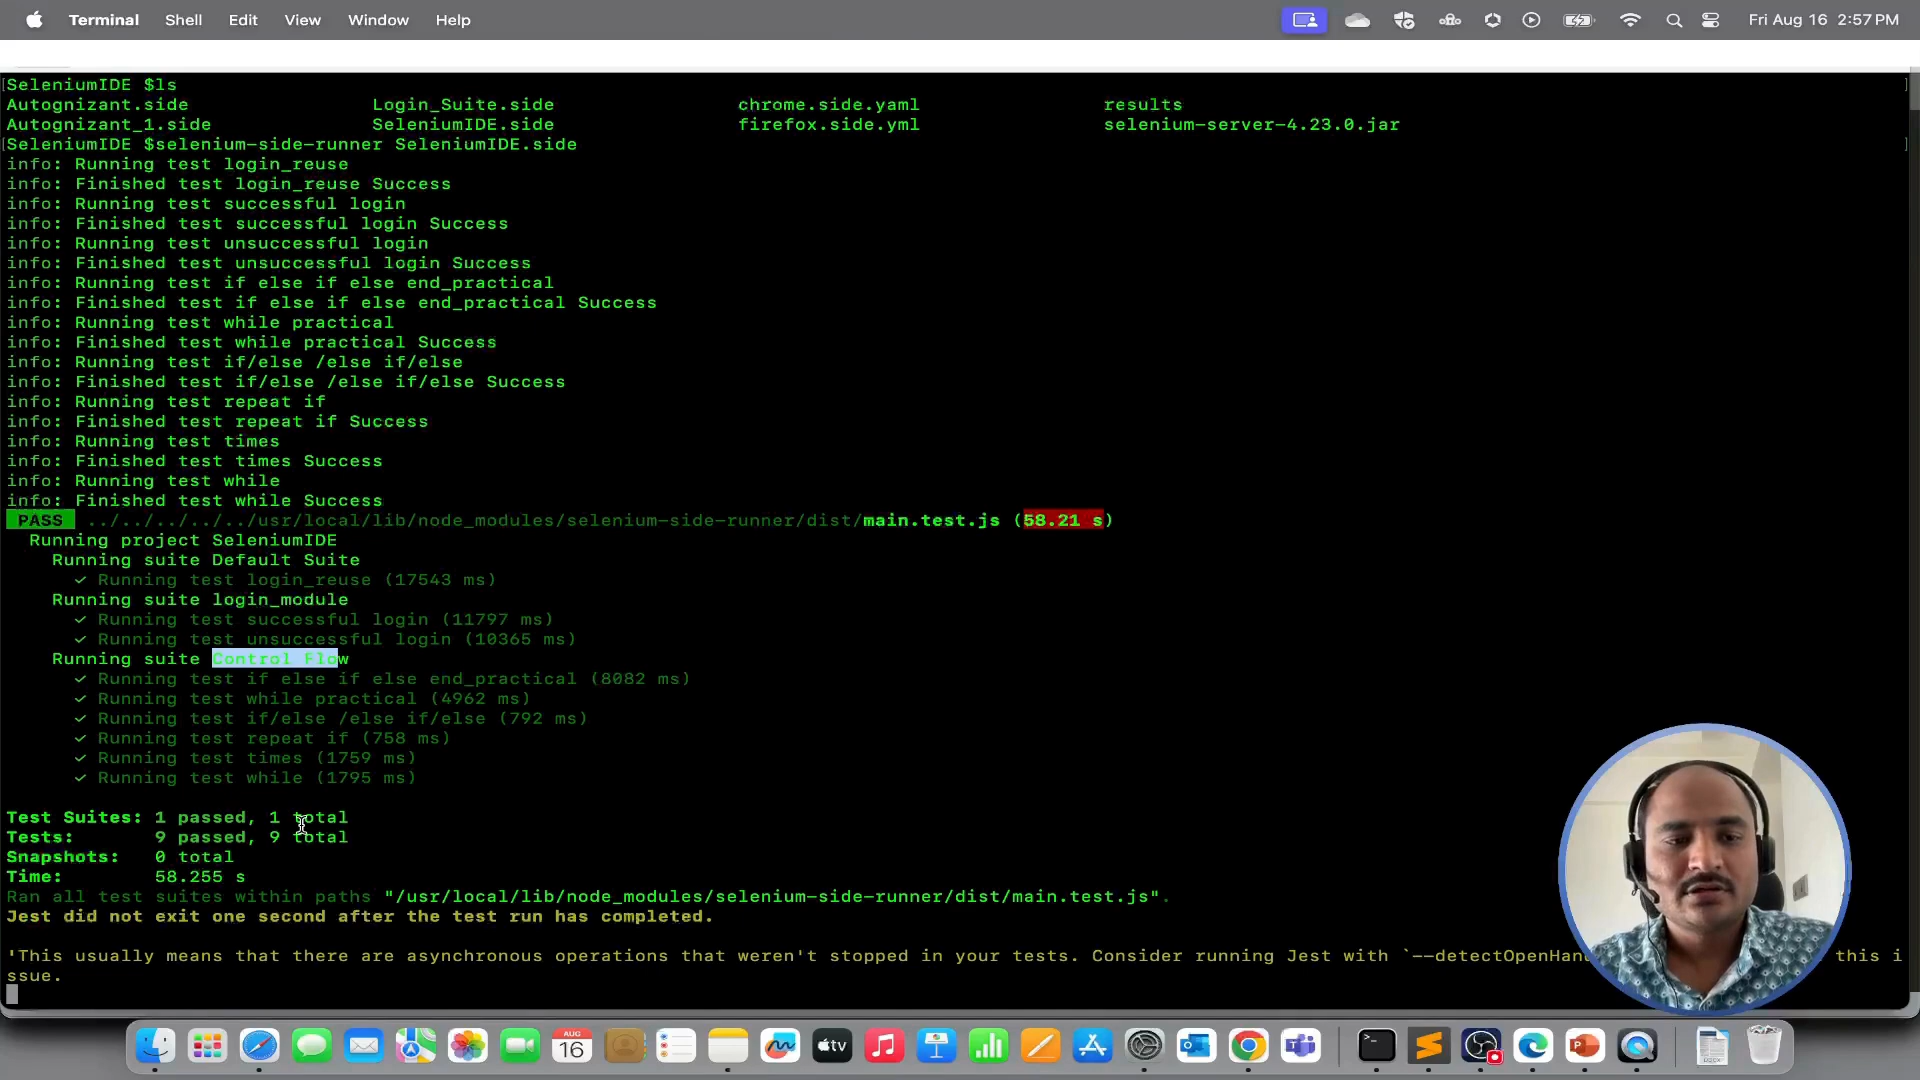 Terminal Shell Edit View Window Help Fri Aug 16 2:57 PM
[SeleniumIDE $ls ]
Autognizant.side Login_Suite.side chrome.side.yaml results
Autognizant_1.side SeleniumIDE.side firefox.side.yml selenium-server-4.23.0.jar
[SeleniumIDE $selenium-side-runner SeleniumIDE.side ]
info: Running test login_reuse
info: Finished test login_reuse Success
info: Running test successful login
info: Finished test successful login Success
info: Running test unsuccessful login
info: Finished test unsuccessful login Success
info: Running test if else if else end_practical
info: Finished test if else if else end_practical Success
info: Running test while practical
info: Finished test while practical Success
info: Running test if/else /else if/else
info: Finished test if/else /else if/else Success
info: Running test repeat if
info: Finished test repeat if Success
info: Running test times
info: Finished test times Success
info: Running test while
info: Finished test while Success
PASS ../../../../../usr/local/lib/node_modules/selenium-side-runner/dist/main.test.js (58.21 s)
Running project SeleniumIDE
Running suite Default Suite
✓ Running test login_reuse (17543 ms)
Running suite login_module
✓ Running test successful login (11797 ms)
✓ Running test unsuccessful login (10365 ms)
Running suite Control Flow
✓ Running test if else if else end_practical (8082 ms)
✓ Running test while practical (4962 ms)
✓ Running test if/else /else if/else (792 ms)
✓ Running test repeat if (758 ms)
✓ Running test times (1759 ms)
✓ Running test while (1795 ms)
Test Suites: 1 passed, 1 total
Tests: 9 passed, 9 total
Snapshots: 0 total
Time: 58.255 s
Ran all test suites within paths "/usr/local/lib/node_modules/selenium-side-runner/dist/main.test.js".
Jest did not exit one second after the test run has completed.
'This usually means that there are asynchronous operations that weren't stopped in your tests. Consider running Jest with `--detectOpenHan this i
ssue.
AUG
16
tv
DOCX